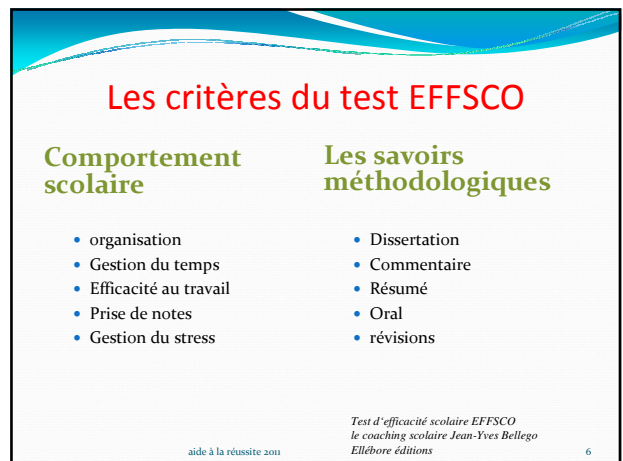 Les critères du test EFFSCO
Comportement
scolaire
organisation
Gestion du temps
Efficacité au travail
Prise de notes
Gestion du stress
Les savoirs
méthodologiques
Dissertation
Commentaire
Résumé
Oral
révisions
Test d'efficacité scolaire EFFSCO
le coaching scolaire Jean-Yves Bellego
Ellébore éditions
aide à la réussite 2011
6